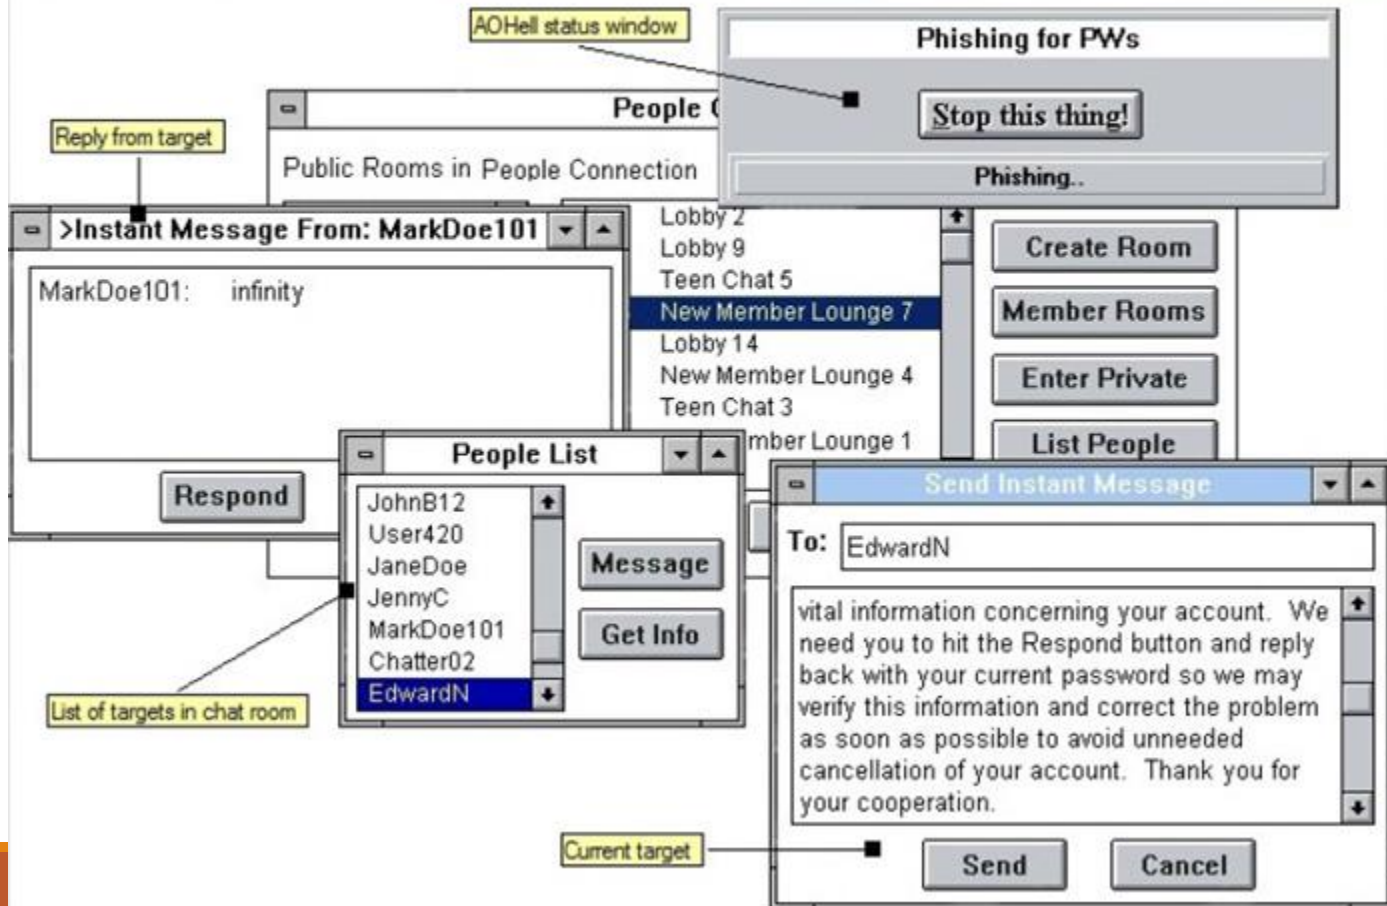 AOHell status window
Phishing for PWs
Stop this thing!
Phishing..
People
Public Rooms in People Connection
Reply from target
>Instant Message From: MarkDoe101
MarkDoe101: infinity
Respond
Lobby 2
Lobby 9
Teen Chat 5
New Member Lounge 7
Lobby 14
New Member Lounge 4
Teen Chat 3
mber Lounge 1
Create Room
Member Rooms
Enter Private
List People
People List
JohnB12
User420
JaneDoe
JennyC
MarkDoe101
Chatter02
EdwardN
Message
Get Info
List of targets in chat room
Send Instant Message
To: EdwardN
vital information concerning your account. We
need you to hit the Respond button and reply
back with your current password so we may
verify this information and correct the problem
as soon as possible to avoid unneeded
cancellation of your account. Thank you for
your cooperation.
Current target
Send
Cancel